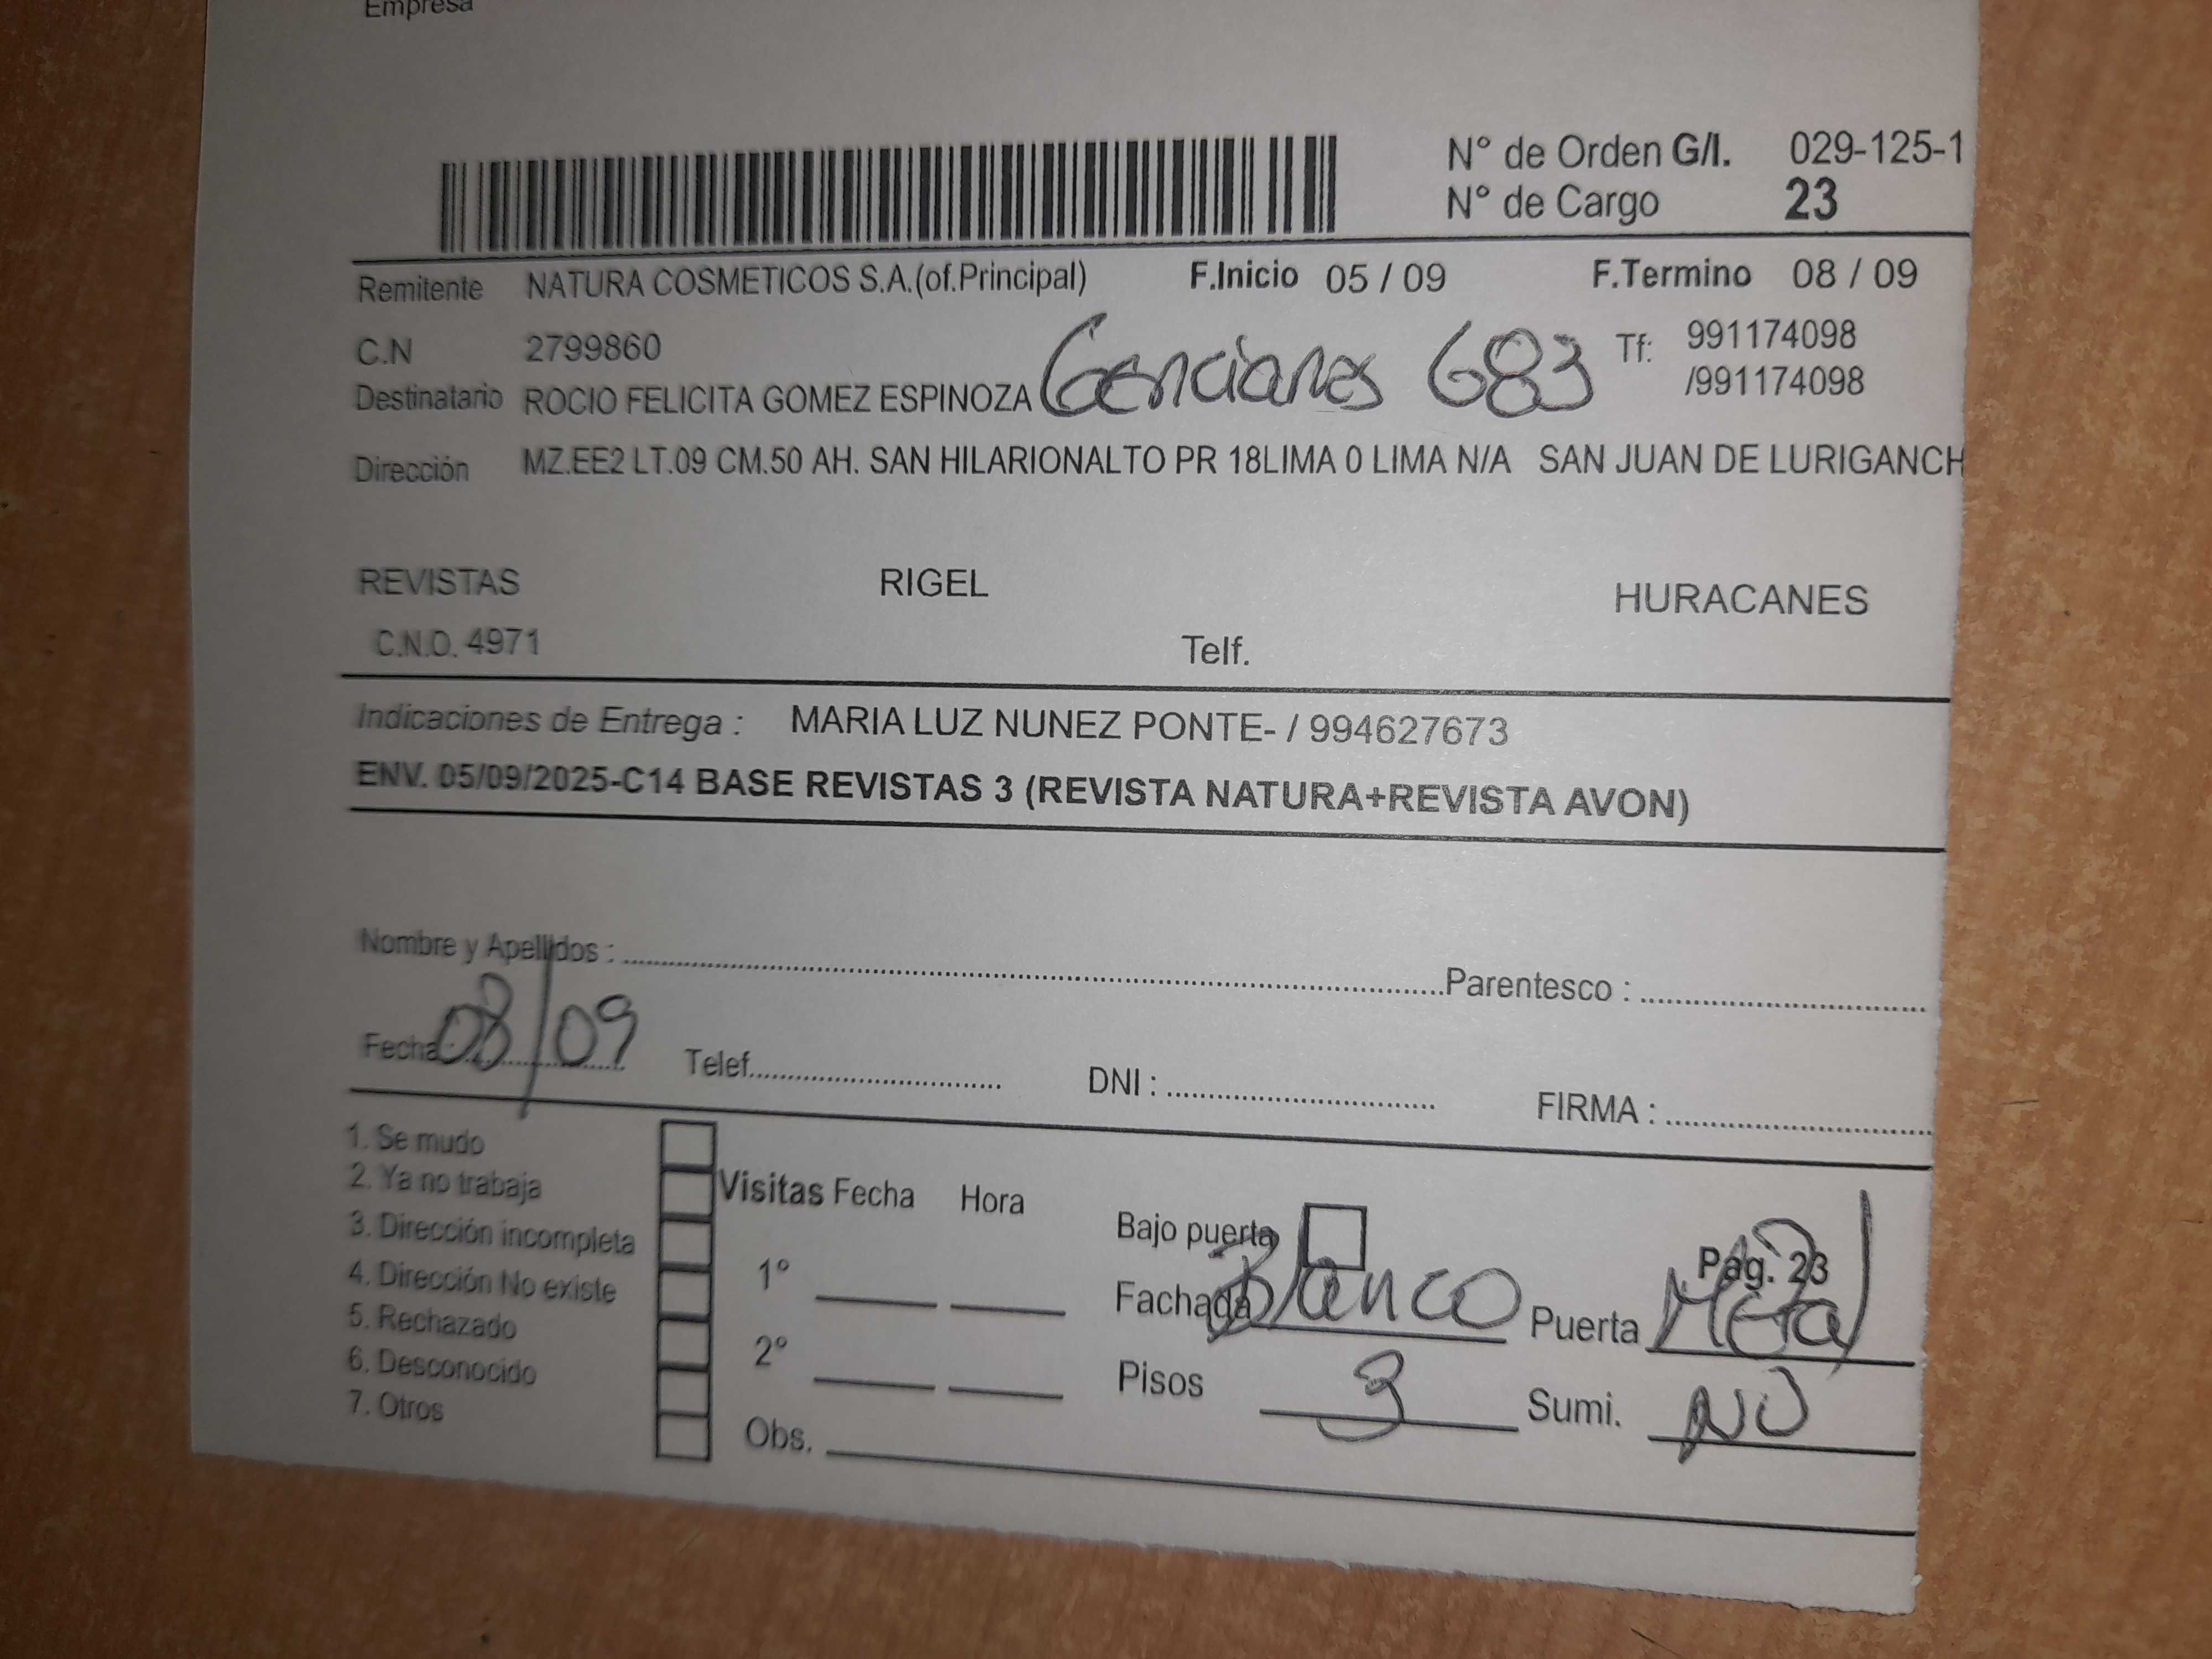 Empresa
N° de Orden G/I. 029-125-1
N° de Cargo 23
Remitente NATURA COSMETICOS S.A.(of.Principal) F.Inicio 05 / 09 F.Termino 08 / 09
C.N 2799860 Tf: 991174098
/991174098
Destinatario ROCIO FELICITA GOMEZ ESPINOZA Gencianas 683
Dirección MZ.EE2 LT.09 CM.50 AH. SAN HILARIONALTO PR 18LIMA 0 LIMA N/A SAN JUAN DE LURIGANCH
REVISTAS RIGEL HURACANES
C.N.O. 4971 Telf.
Indicaciones de Entrega : MARIA LUZ NUNEZ PONTE- / 994627673
ENV. 05/09/2025-C14 BASE REVISTAS 3 (REVISTA NATURA+REVISTA AVON)
Nombre y Apellidos : Parentesco :
Fecha 08/09 Telef. DNI : FIRMA :
1. Se mudo
2. Ya no trabaja
3. Dirección incompleta
4. Dirección No existe
5. Rechazado
6. Desconocido
7. Otros
Visitas Fecha Hora
1°
2°
Obs.
Bajo puerta
Pág. 23
Fachada Blanco Puerta Metal
Pisos 3 Sumi. NO